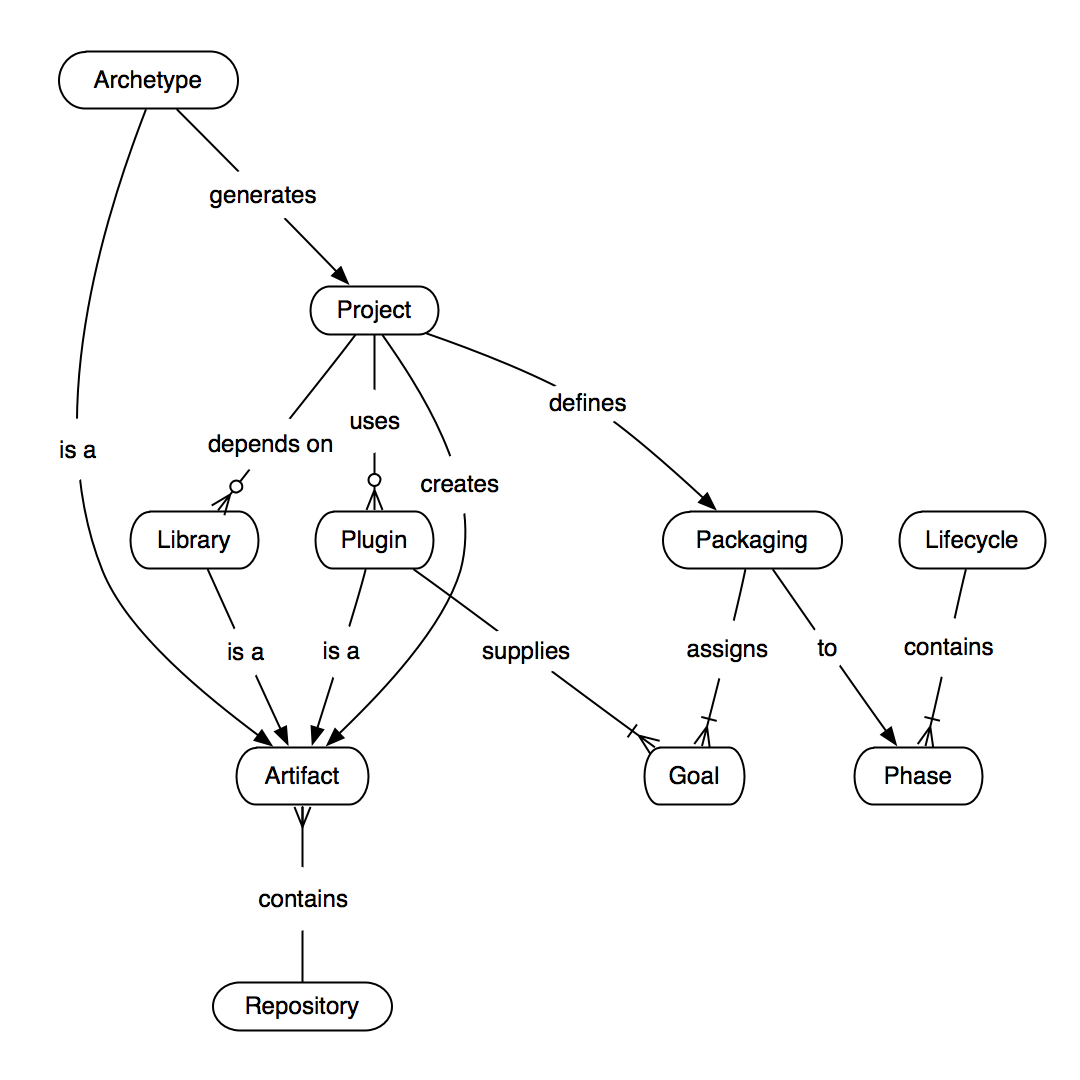 Archetype
generates
Project
defines
uses
depends on
is a
creates
Library
Plugin
Packaging
Lifecycle
is a
is a
supplies
assigns
to
contains
Artifact
Goal
Phase
contains
Repository